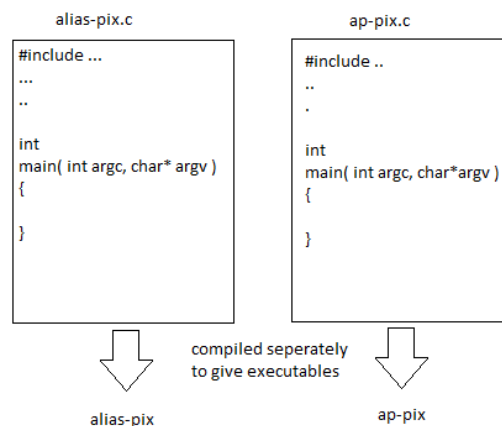 alias-pix.c
#include ...
...
..
int
main( int argc, char* argv )
{
}
ap-pix.c
#include ..
..
.
int
main( int argc, char*argv )
{
}
compiled seperately
to give executables
alias-pix
ap-pix